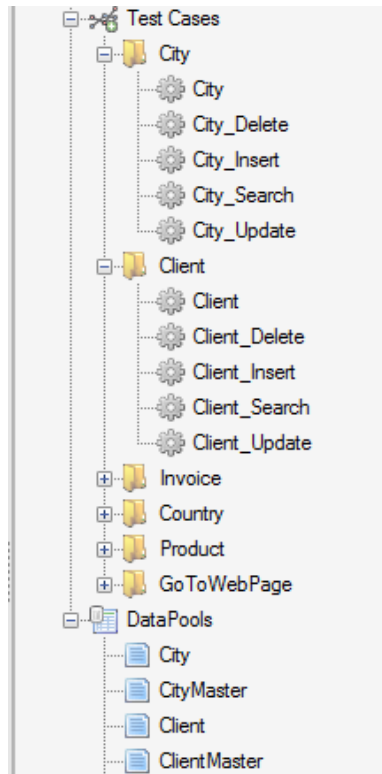 Test Cases
City
City
City_Delete
City_Insert
City_Search
City_Update
Client
Client
Client_Delete
Client_Insert
Client_Search
Client_Update
Invoice
Country
Product
GoToWebPage
DataPools
City
CityMaster
Client
ClientMaster